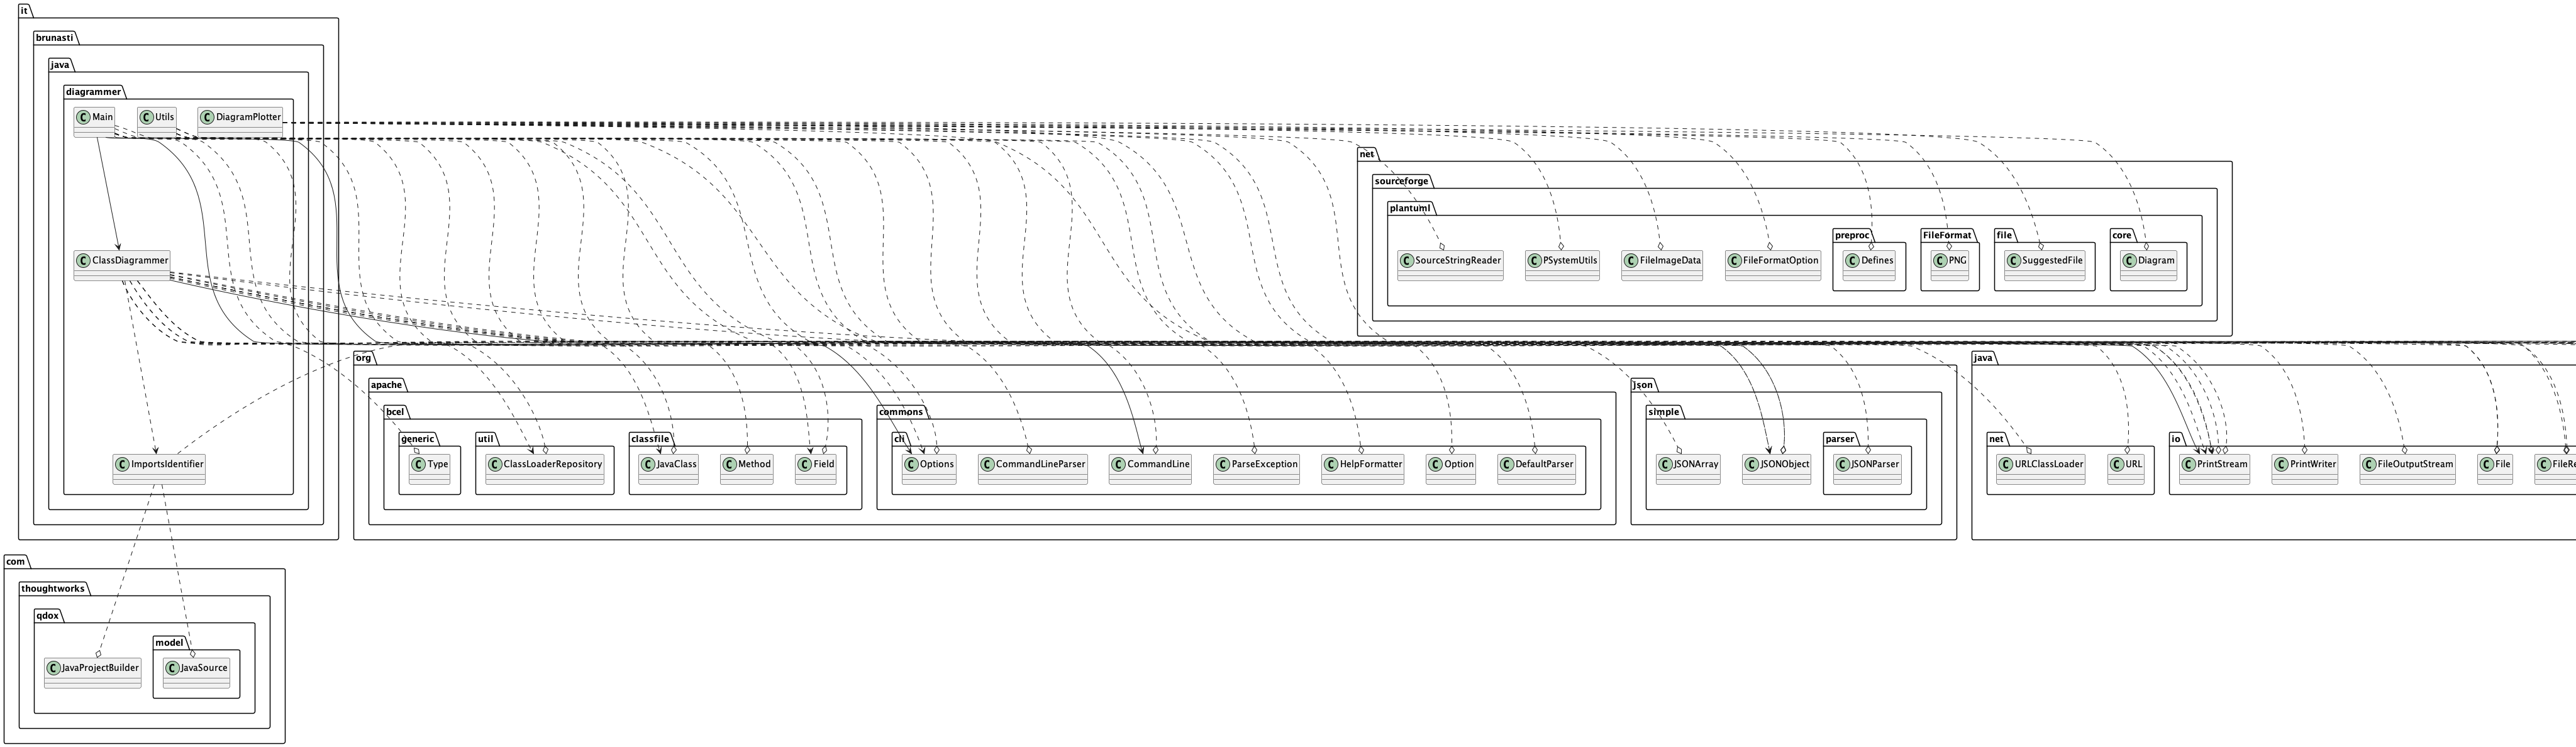 it
brunasti
java
diagrammer
C Main
C Utils
C DiagramPlotter
C ClassDiagrammer
C ImportsIdentifier
net
sourceforge
plantuml
C SourceStringReader
C PSystemUtils
C FileImageData
C FileFormatOption
preproc
C Defines
FileFormat
C PNG
file
C SuggestedFile
core
C Diagram
org
apache
bcel
generic
C Type
util
C ClassLoaderRepository
classfile
C JavaClass
C Method
C Field
commons
cli
C Options
C CommandLineParser
C CommandLine
C ParseException
C HelpFormatter
C Option
C DefaultParser
json
simple
C JSONArray
C JSONObject
parser
C JSONParser
java
net
C URLClassLoader
C URL
io
C PrintStream
C PrintWriter
C FileOutputStream
C File
C FileRe
com
thoughtworks
qdox
C JavaProjectBuilder
model
C JavaSource